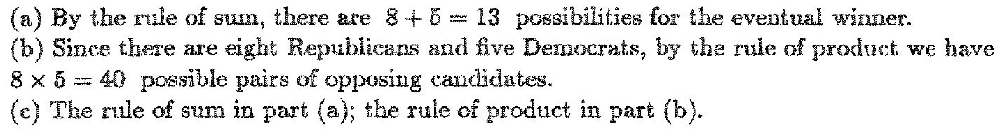 (a) By the rule of sum, there are 8 + 5 = 13 possibilities for the eventual winner.
(b) Since there are eight Republicans and five Democrats, by the rule of product we have
8 × 5 = 40 possible pairs of opposing candidates.
(c) The rule of sum in part (a); the rule of product in part (b).